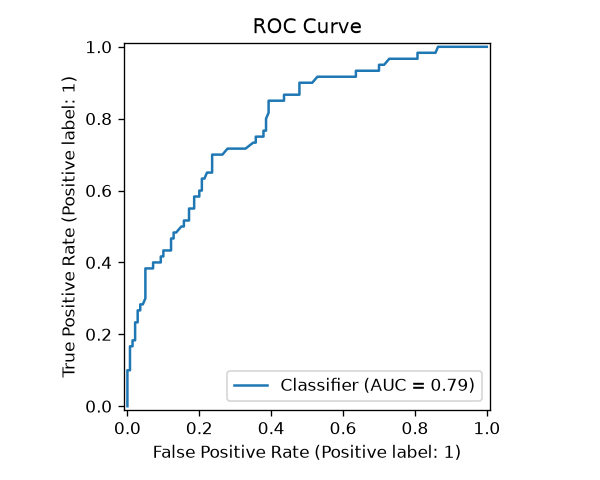 ROC Curve
True Positive Rate (Positive label: 1)
1.0
0.8
0.6
0.4
0.2
0.0
Classifier (AUC = 0.79)
0.0 0.2 0.4 0.6 0.8 1.0
False Positive Rate (Positive label: 1)